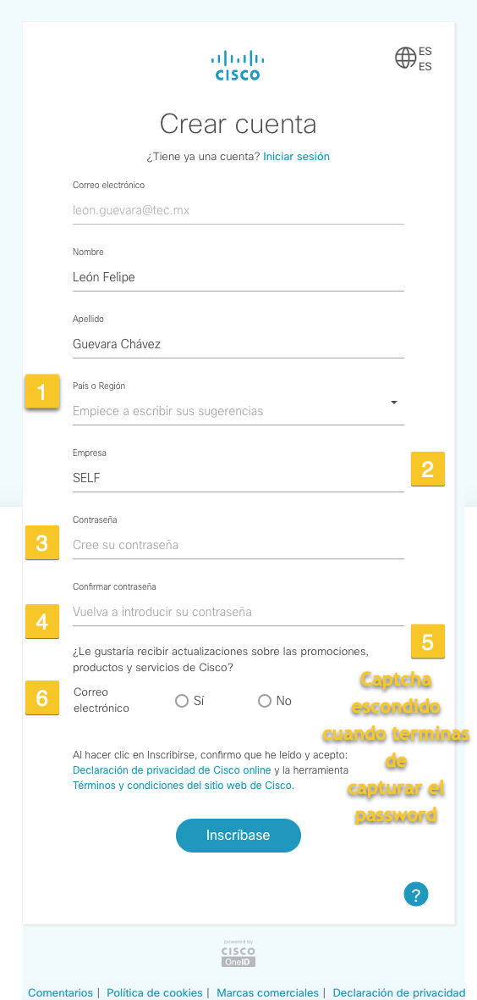 CISCO
ES
ES
Crear cuenta
¿Tiene ya una cuenta? Iniciar sesión
Correo electrónico
leon.guevara@tec.mx
Nombre
León Felipe
Apellido
Guevara Chávez
1
País o Región
Empiece a escribir sus sugerencias
Empresa
SELF
2
Contraseña
3
Cree su contraseña
Confirmar contraseña
4
Vuelva a introducir su contraseña
5
¿Le gustaría recibir actualizaciones sobre las promociones,
productos y servicios de Cisco?
6
Correo
electrónico
Sí
No
Captcha
escondido
cuando terminas
de
capturar el
password
Al hacer clic en Inscribirse, confirmo que he leído y acepto:
Declaración de privacidad de Cisco online y la herramienta
Términos y condiciones del sitio web de Cisco.
Inscríbase
?
powered by
CISCO
OneID
Comentarios | Política de cookies | Marcas comerciales | Declaración de privacidad